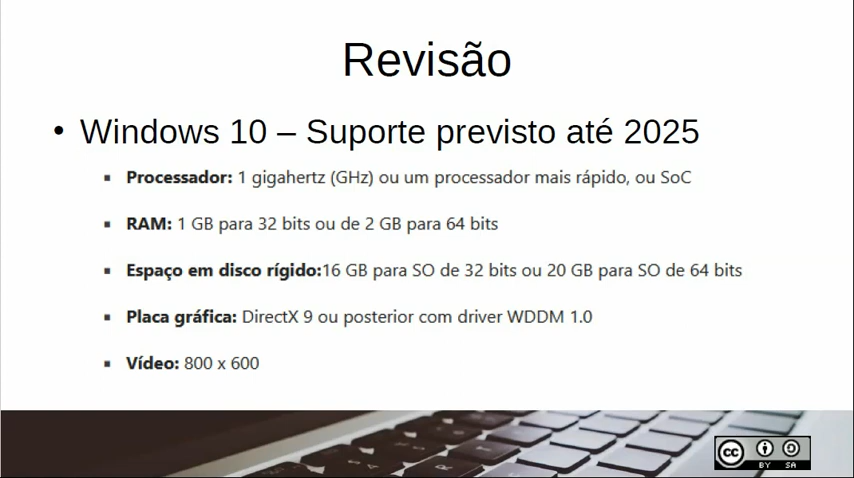 Revisão
• Windows 10 – Suporte previsto até 2025
▪ Processador: 1 gigahertz (GHz) ou um processador mais rápido, ou SoC
▪ RAM: 1 GB para 32 bits ou de 2 GB para 64 bits
▪ Espaço em disco rígido:16 GB para SO de 32 bits ou 20 GB para SO de 64 bits
▪ Placa gráfica: DirectX 9 ou posterior com driver WDDM 1.0
▪ Vídeo: 800 x 600
cc BY SA